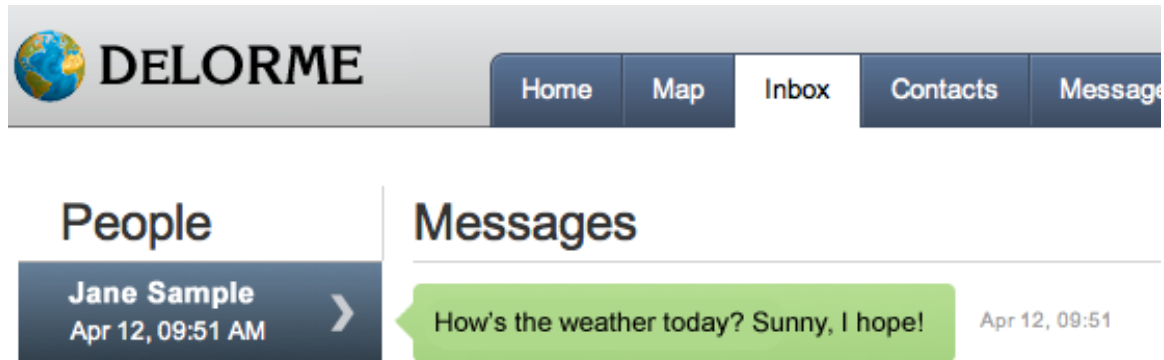 DELORME
Home Map Inbox Contacts Message
People
Messages
Jane Sample
Apr 12, 09:51 AM
How's the weather today? Sunny, I hope!
Apr 12, 09:51